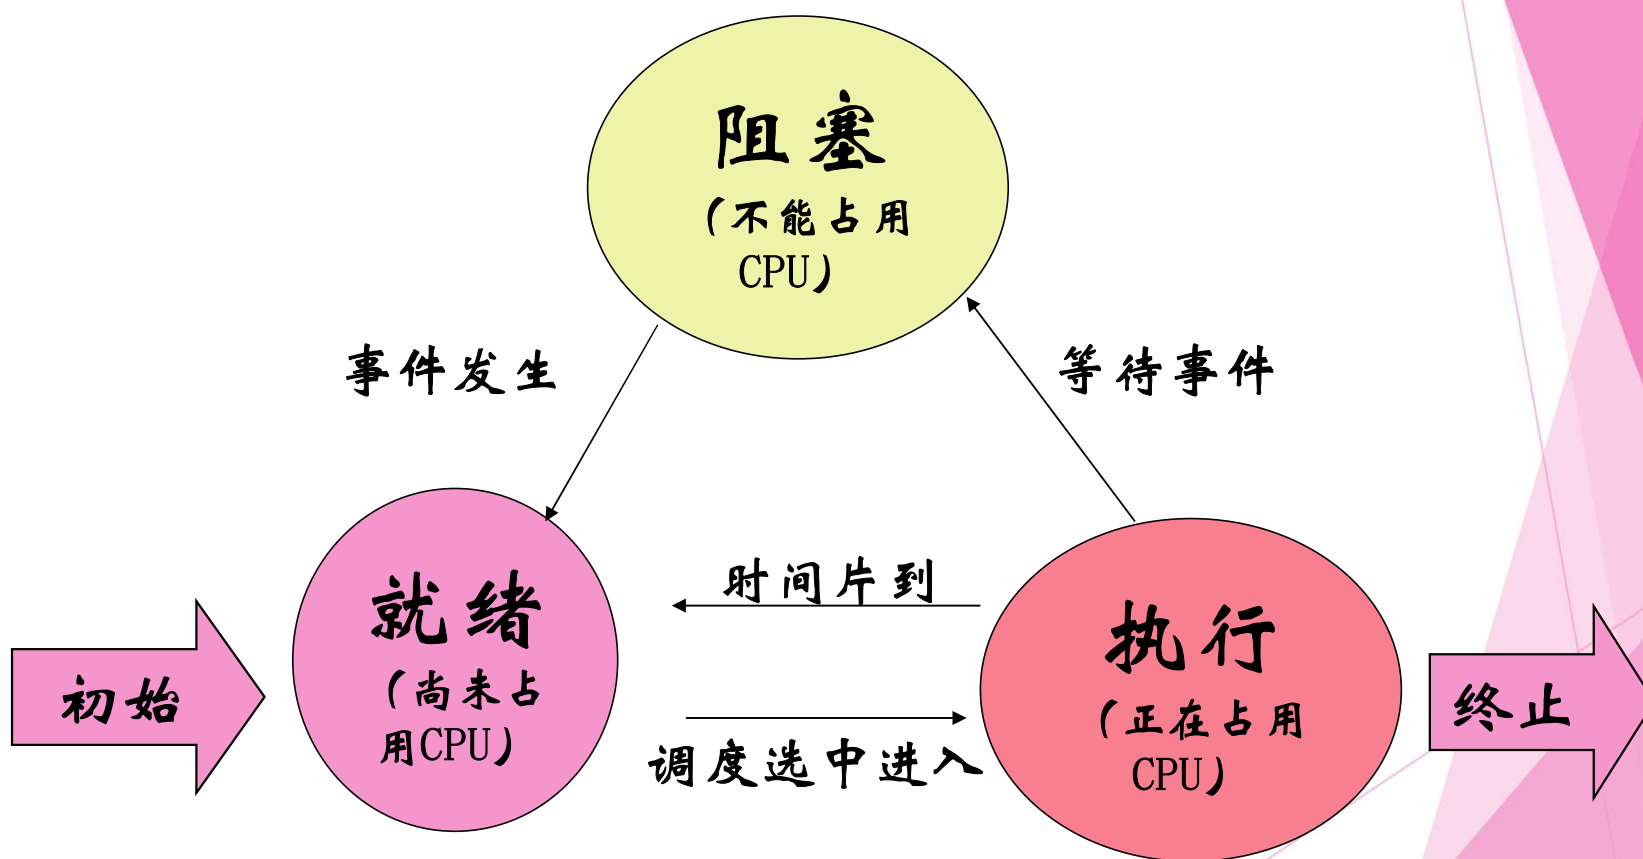 阻塞
（不能占用
CPU）
事件发生
等待事件
时间片到
就绪
（尚未占
用CPU）
执行
（正在占用
CPU）
初始
终止
调度选中进入